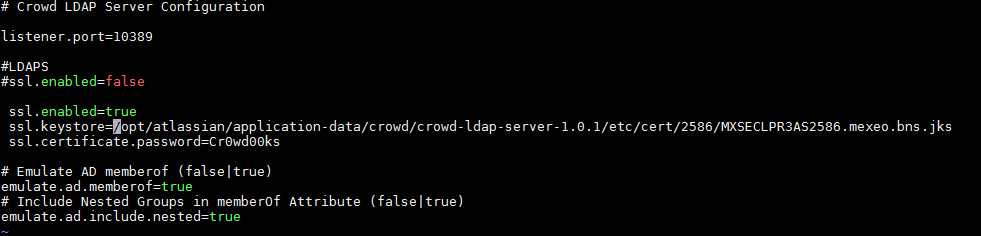 # Crowd LDAP Server Configuration
listener.port=10389
#LDAPS
#ssl.enabled=false
ssl.enabled=true
ssl.keystore=/opt/atlassian/application-data/crowd/crowd-ldap-server-1.0.1/etc/cert/2586/MXSECLPR3AS2586.mexeo.bns.jks
ssl.certificate.password=Cr0wd00ks
# Emulate AD memberof (false|true)
emulate.ad.memberof=true
# Include Nested Groups in memberOf Attribute (false|true)
emulate.ad.include.nested=true
~